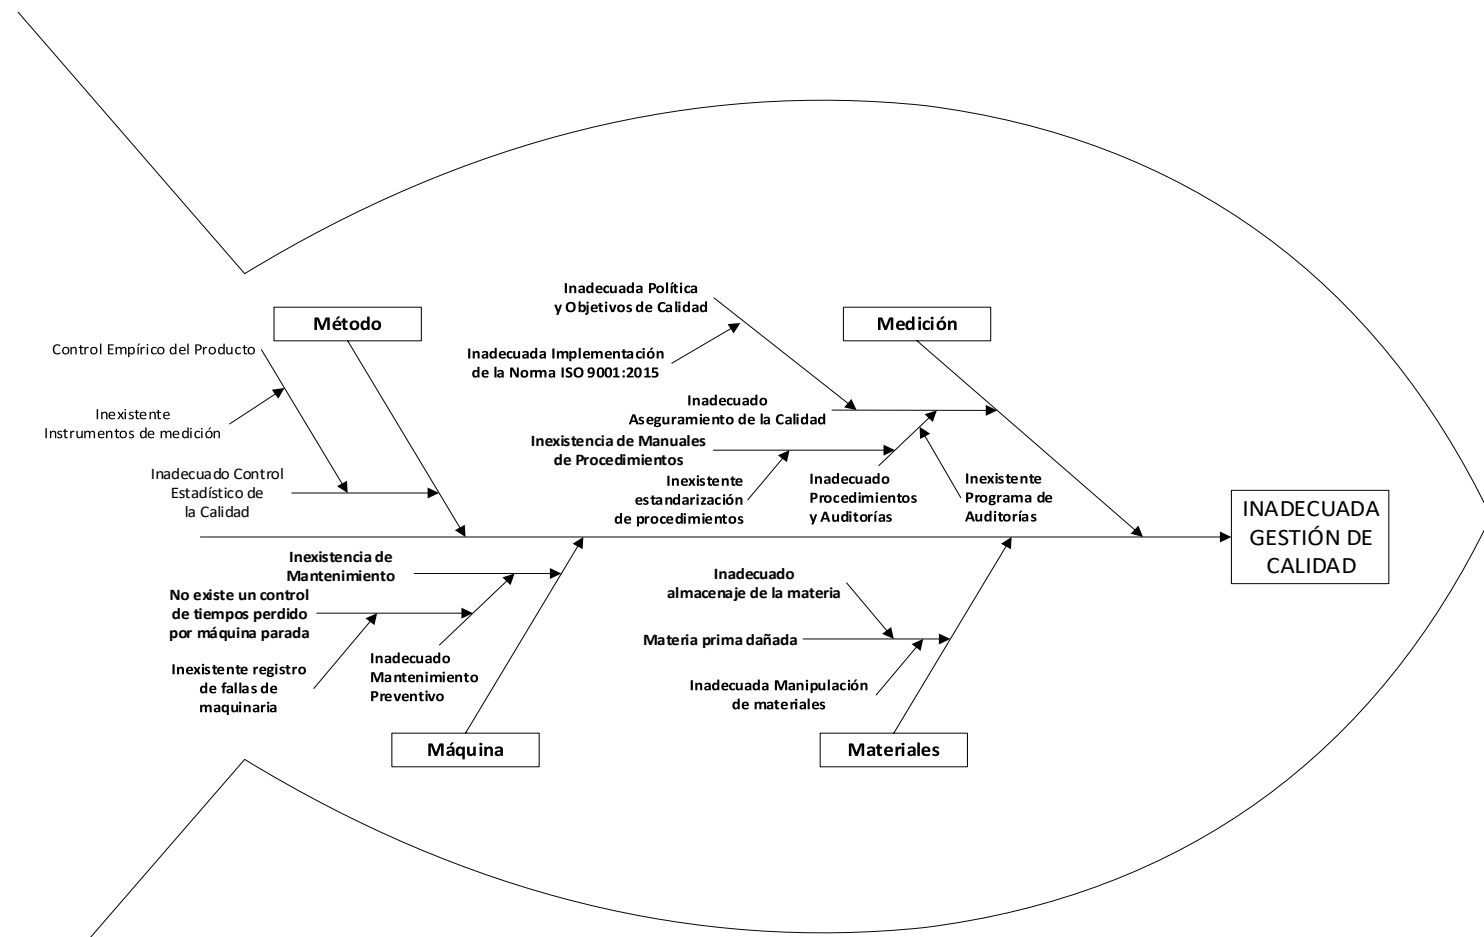 Inadecuada Política
y Objetivos de Calidad
Método
Medición
Control Empírico del Producto
Inadecuada Implementación
de la Norma ISO 9001:2015
Inexistente
Instrumentos de medición
Inadecuado
Aseguramiento de la Calidad
Inexistencia de Manuales
de Procedimientos
Inadecuado Control
Estadístico de
la Calidad
Inexistente
estandarización
de procedimientos
Inadecuado
Procedimientos
y Auditorías
Inexistente
Programa de
Auditorías
INADECUADA
GESTIÓN DE
CALIDAD
Inexistencia de
Mantenimiento
No existe un control
de tiempos perdido
por máquina parada
Inadecuado
almacenaje de la materia
Materia prima dañada
Inexistente registro
de fallas de
maquinaria
Inadecuado
Mantenimiento
Preventivo
Inadecuada Manipulación
de materiales
Máquina
Materiales